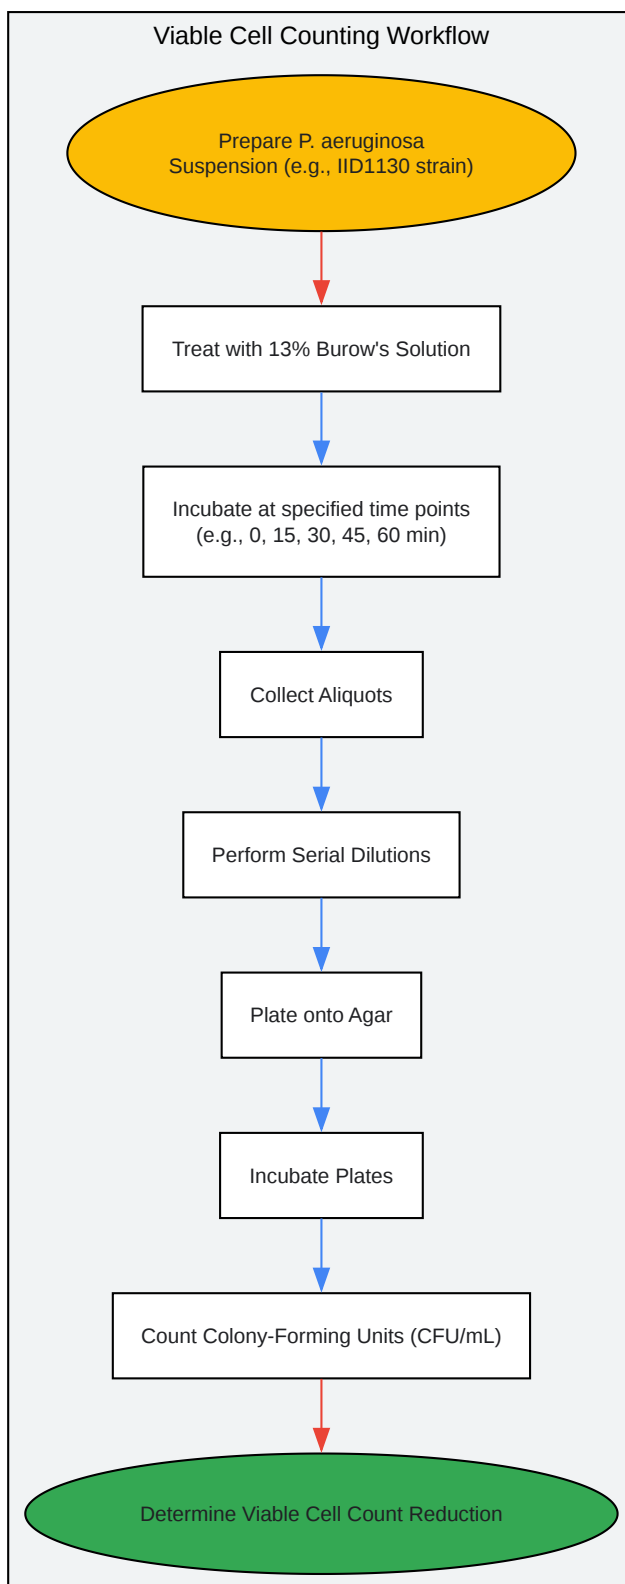 Viable Cell Counting Workflow
Prepare P. aeruginosa
Suspension (e.g., IID1130 strain)
Treat with 13% Burow's Solution
Incubate at specified time points
(e.g., 0, 15, 30, 45, 60 min)
Collect Aliquots
Perform Serial Dilutions
Plate onto Agar
Incubate Plates
Count Colony-Forming Units (CFU/mL)
Determine Viable Cell Count Reduction